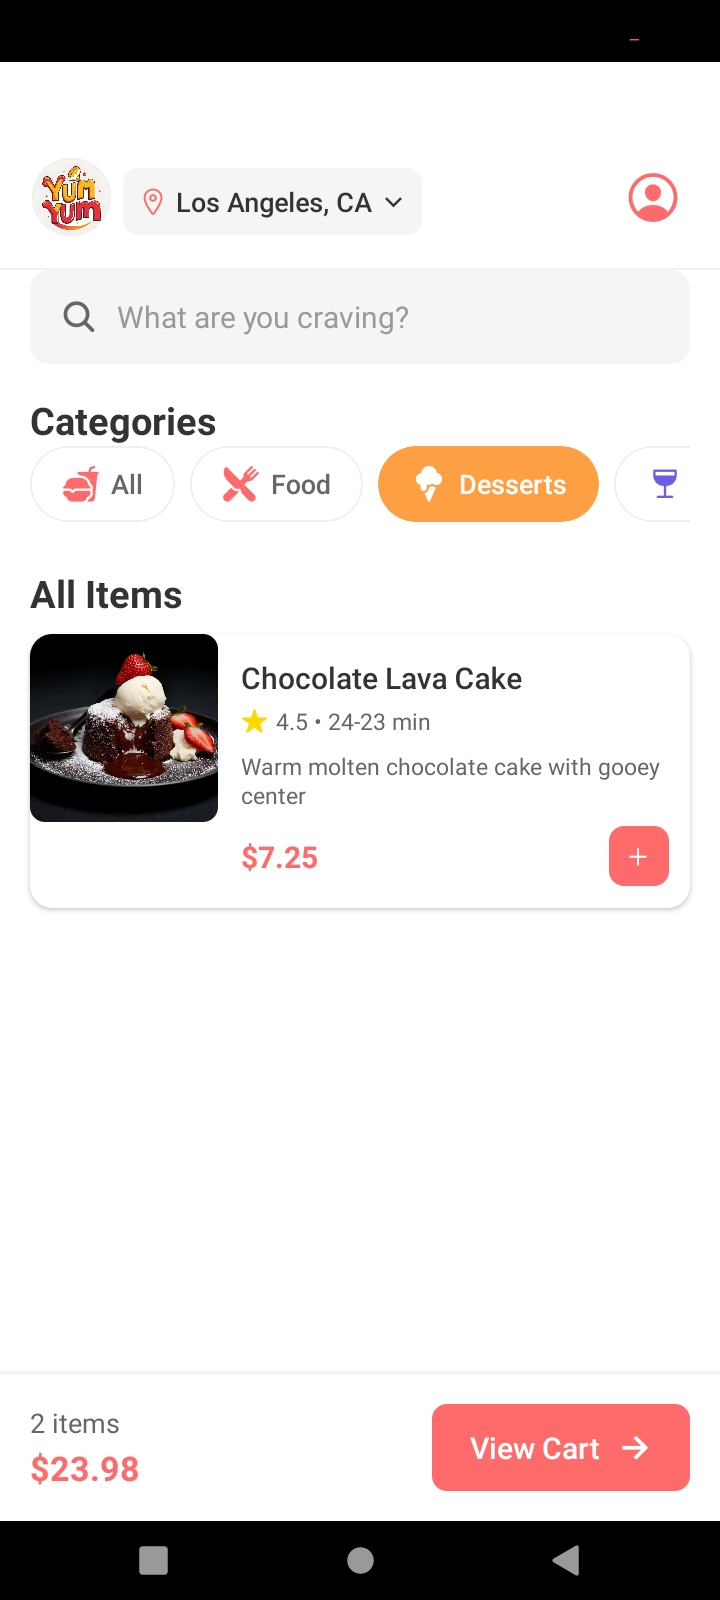 Yum
Yum
Los Angeles, CA
What are you craving?
Categories
All
Food
Desserts
All Items
Chocolate Lava Cake
4.5 • 24-23 min
Warm molten chocolate cake with gooey
center
$7.25
2 items
$23.98
View Cart